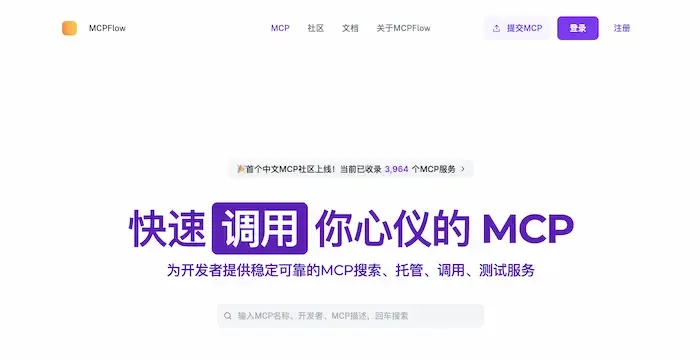 MCPFlow MCP 社区 文档 关于MCPFlow 提交MCP 登录 注册
🎉首个中文MCP社区上线！当前已收录 3,964 个MCP服务 >
快速 调用 你心仪的 MCP
为开发者提供稳定可靠的MCP搜索、托管、调用、测试服务
输入MCP名称、开发者、MCP描述，回车搜索